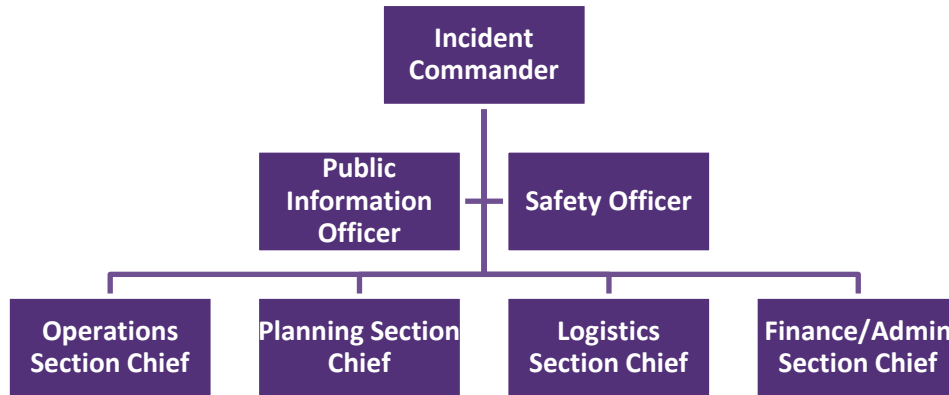 Incident
Commander
Public
Information
Officer
Safety Officer
Operations
Section Chief
Planning Section
Chief
Logistics
Section Chief
Finance/Admin
Section Chief